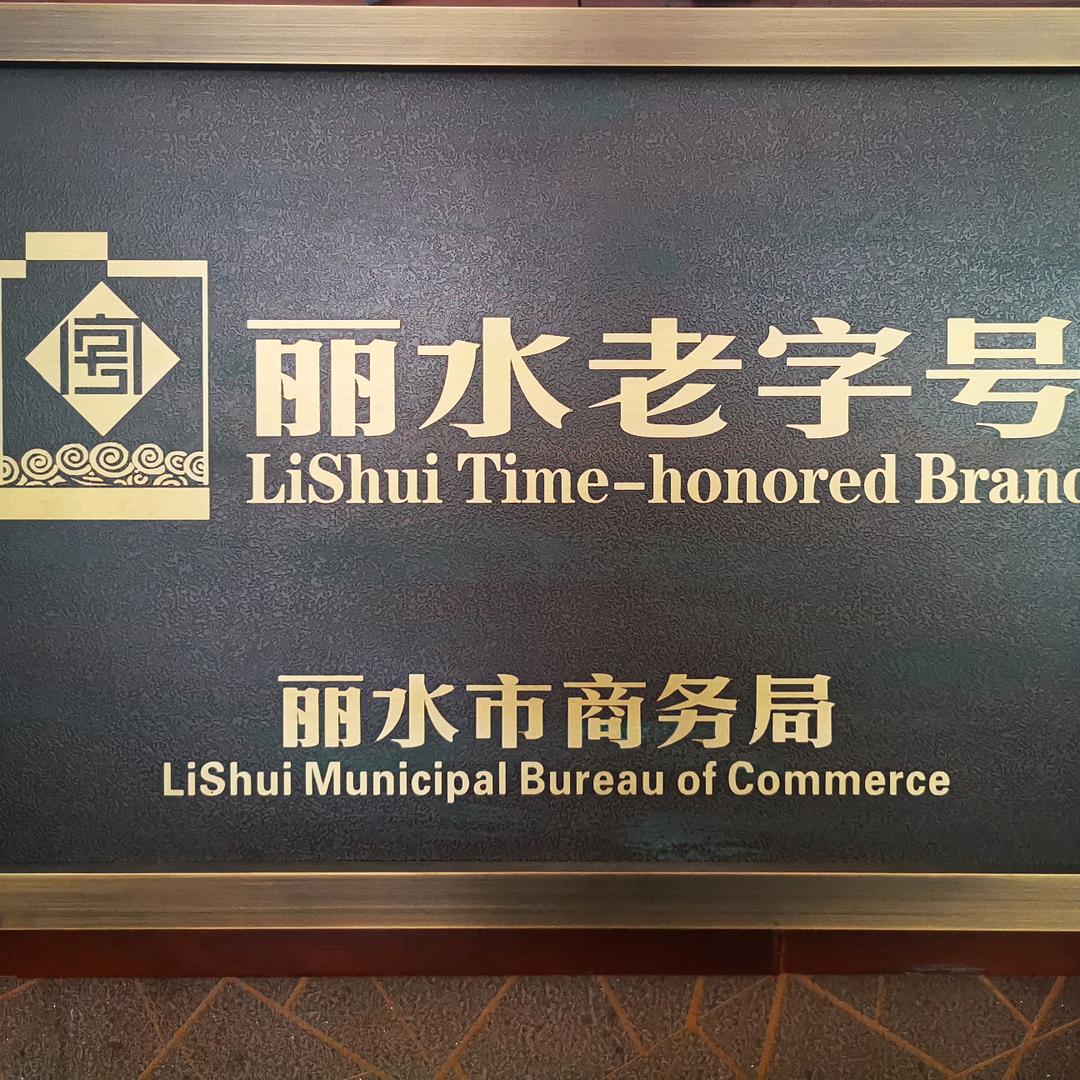 丽水老字号
LiShui Time-honored Brand
丽水市商务局
LiShui Municipal Bureau of Commerce